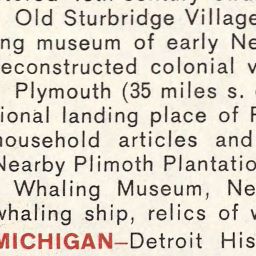 Old Sturbridge Village
ng museum of early Ne
econstructed colonial v
Plymouth (35 miles s.
ional landing place of
household articles and
Nearby Plimoth Plantatio
Whaling Museum, Ne
whaling ship, relics of
MICHIGAN—Detroit His